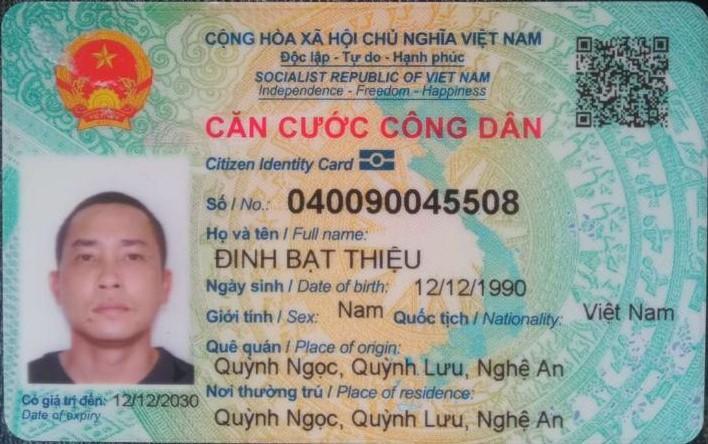 CỘNG HÒA XÃ HỘI CHỦ NGHĨA VIỆT NAM
Độc lập - Tự do - Hạnh phúc
SOCIALIST REPUBLIC OF VIET NAM
Independence - Freedom - Happiness
CĂN CƯỚC CÔNG DÂN
Citizen Identity Card
Số / No.: 040090045508
Họ và tên / Full name:
ĐINH BẠT THIỆU
Ngày sinh / Date of birth: 12/12/1990
Giới tính / Sex: Nam Quốc tịch / Nationality: Việt Nam
Quê quán / Place of origin:
Quỳnh Ngọc, Quỳnh Lưu, Nghệ An
Nơi thường trú / Place of residence:
Quỳnh Ngọc, Quỳnh Lưu, Nghệ An
Có giá trị đến: 12/12/2030
Date of expiry